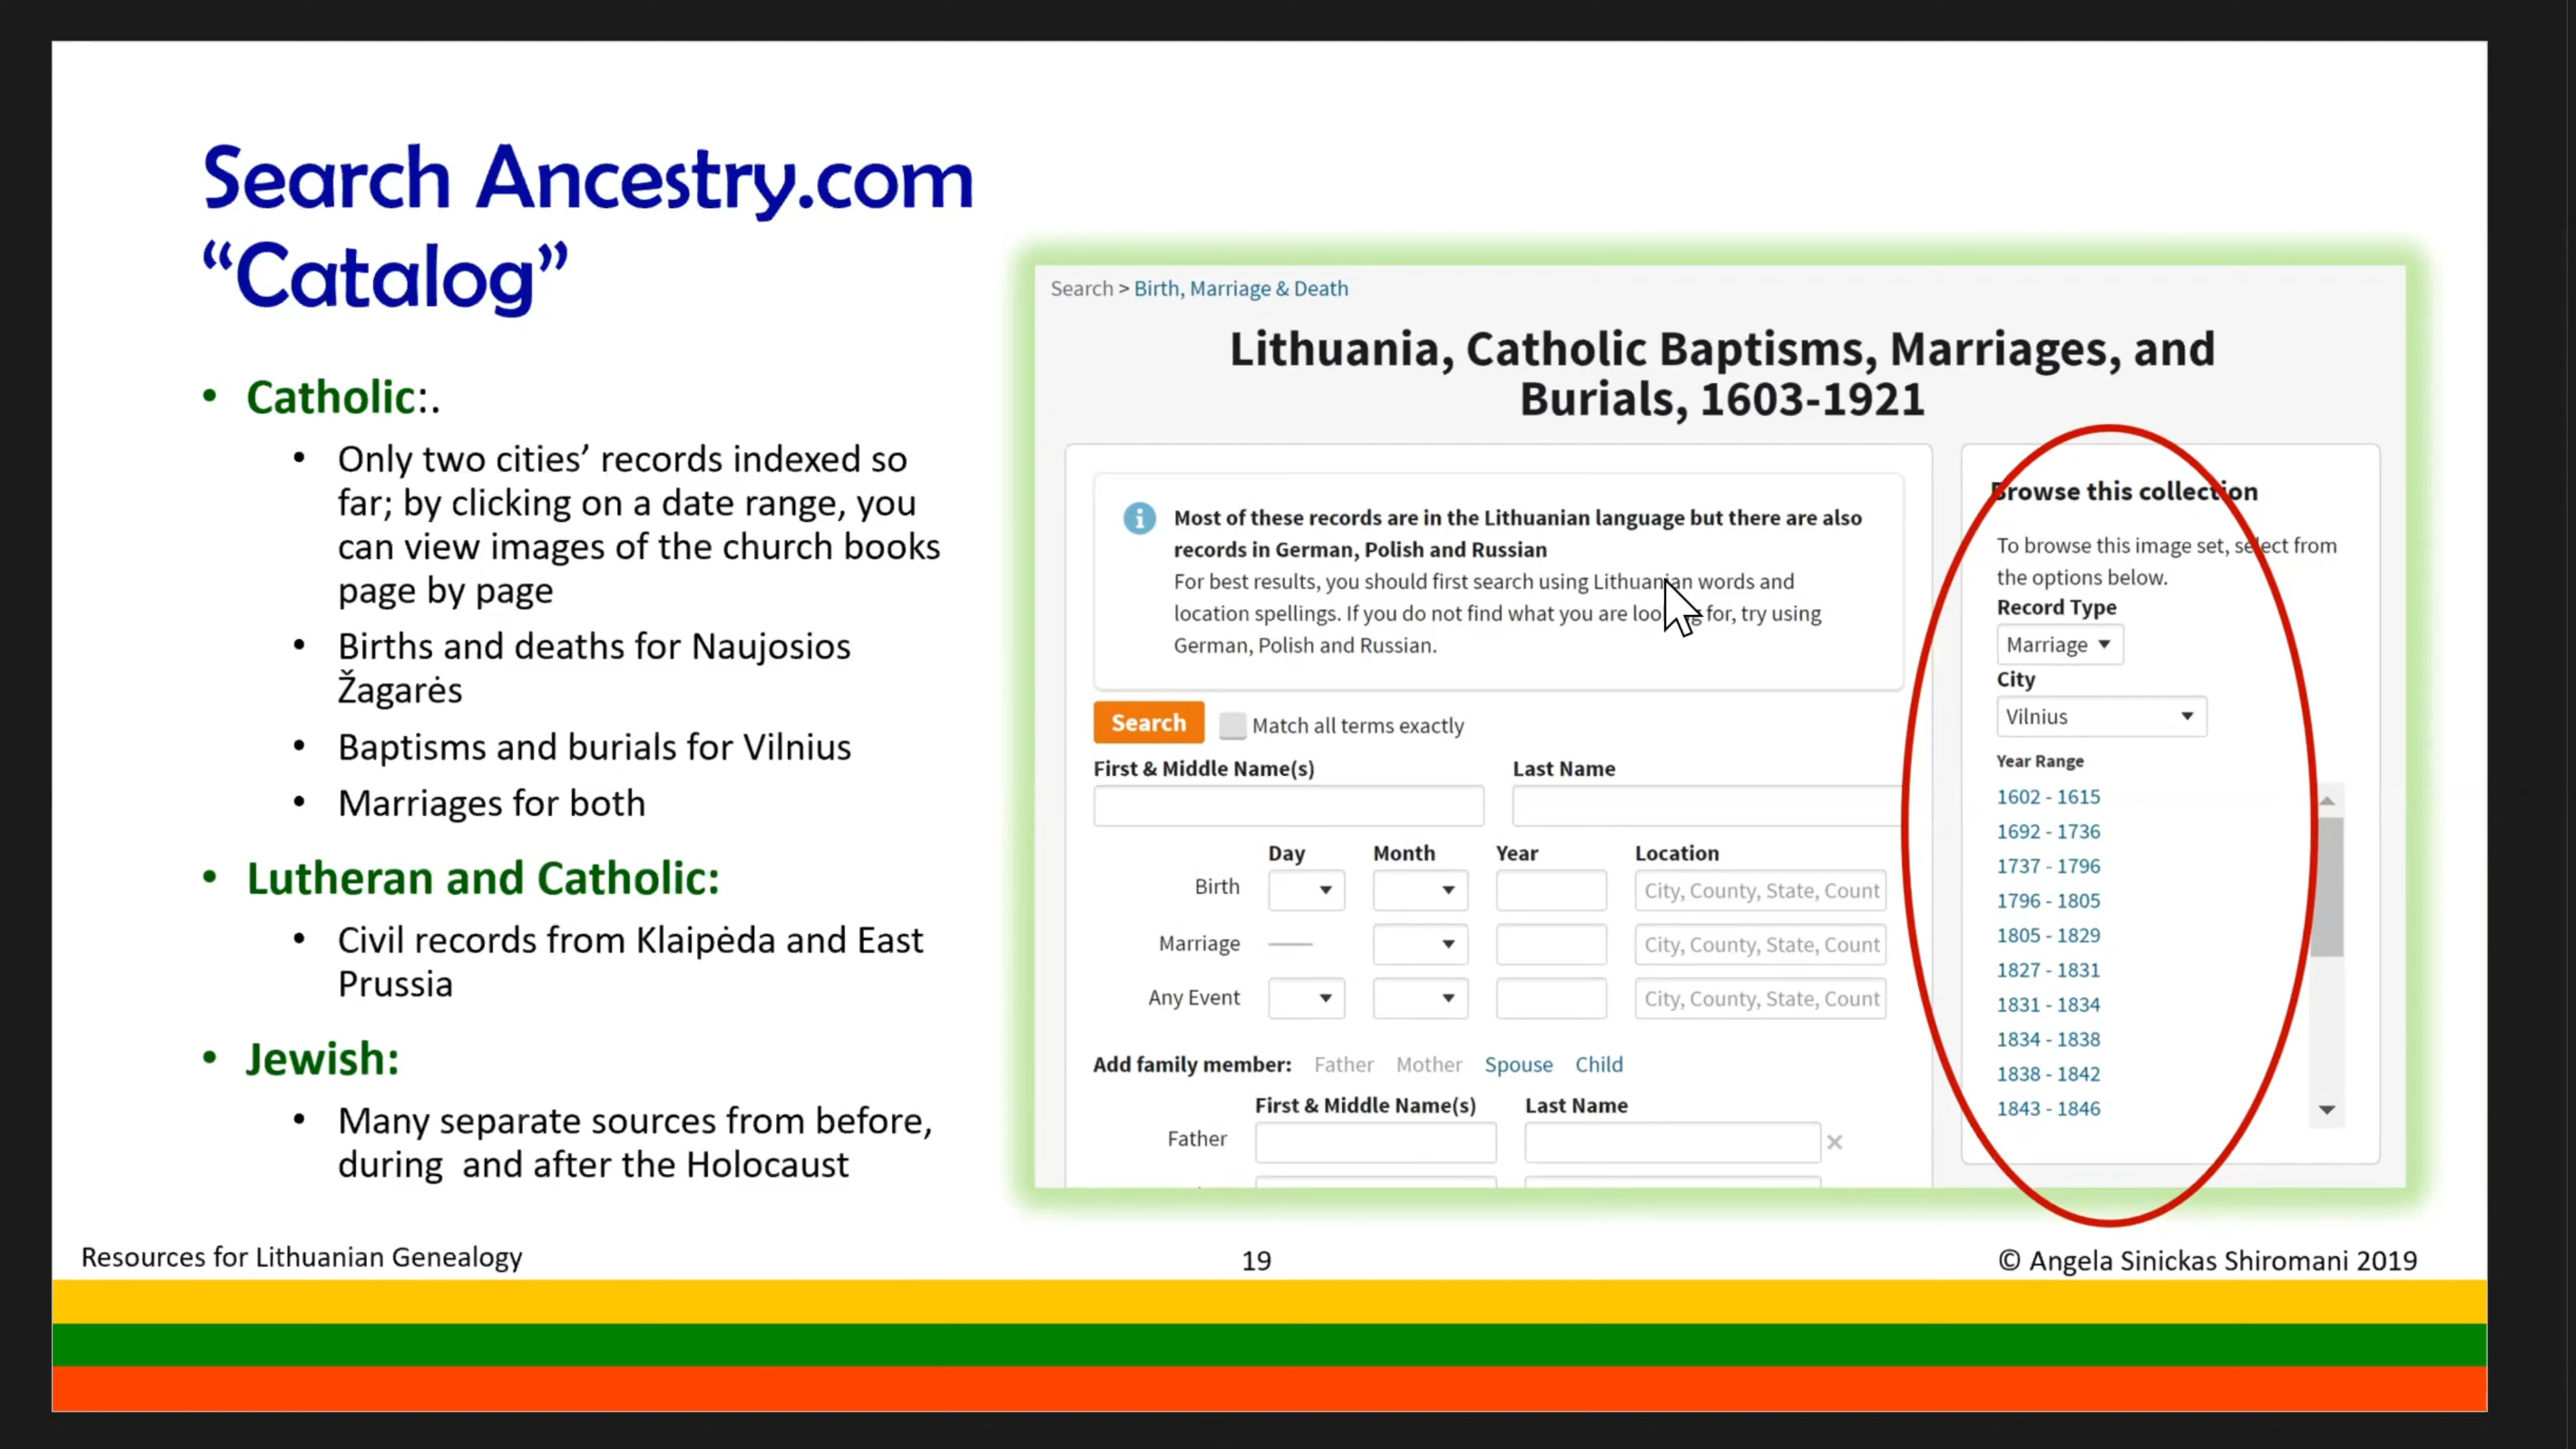 Search Ancestry.com
“Catalog”
• Catholic:.
• Only two cities’ records indexed so
far; by clicking on a date range, you
can view images of the church books
page by page
• Births and deaths for Naujosios
Žagarės
• Baptisms and burials for Vilnius
• Marriages for both
• Lutheran and Catholic:
• Civil records from Klaipėda and East
Prussia
• Jewish:
• Many separate sources from before,
during  and after the Holocaust
Search > Birth, Marriage & Death
Lithuania, Catholic Baptisms, Marriages, and
Burials, 1603-1921
Most of these records are in the Lithuanian language but there are also
records in German, Polish and Russian
For best results, you should first search using Lithuanian words and
location spellings. If you do not find what you are looking for, try using
German, Polish and Russian.
Search Match all terms exactly
First & Middle Name(s) Last Name
Day Month Year Location
Birth City, County, State, Count
Marriage City, County, State, Count
Any Event City, County, State, Count
Add family member: Father Mother Spouse Child
First & Middle Name(s) Last Name
Father
Browse this collection
To browse this image set, select from
the options below.
Record Type
Marriage
City
Vilnius
Year Range
1602 - 1615
1692 - 1736
1737 - 1796
1796 - 1805
1805 - 1829
1827 - 1831
1831 - 1834
1834 - 1838
1838 - 1842
1843 - 1846
Resources for Lithuanian Genealogy
19
© Angela Sinickas Shiromani 2019